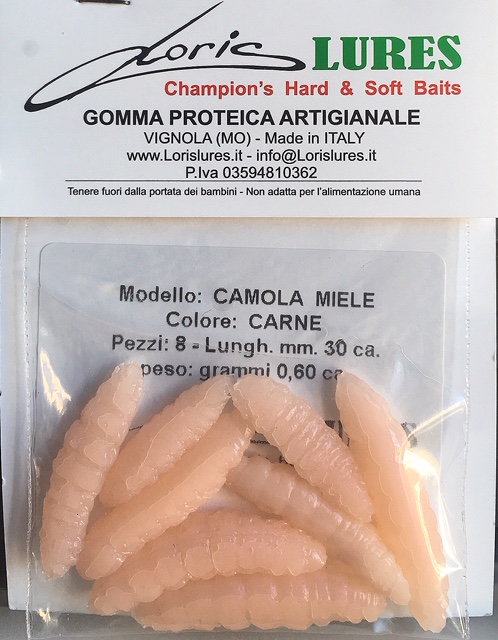 Loris LURES
Champion's Hard & Soft Baits
GOMMA PROTEICA ARTIGIANALE
VIGNOLA (MO) - Made in ITALY
www.Lorislures.it - info@Lorislures.it
P.Iva 03594810362
Tenere fuori dalla portata dei bambini - Non adatta per l'alimentazione umana
Modello: CAMOLA MIELE
Colore: CARNE
Pezzi: 8 - Lungh. mm. 30 ca.
peso: grammi 0,60 ca